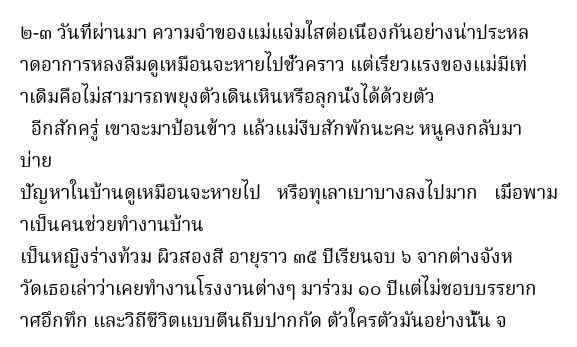 ๒-๓ วันที่ผ่านมา ความจำของแม่แจ่มใสต่อเนื่องกันอย่างน่าประหล
าดอาการหลงลืมดูเหมือนจะหายไปชั่วคราว แต่เรี่ยวแรงของแม่มีเท่
าเดิมคือไม่สามารถพยุงตัวเดินเหินหรือลุกนั่งได้ด้วยตัว
อีกสักครู่ เขาจะมาป้อนข้าว แล้วแม่งีบสักพักนะคะ หนูคงกลับมา
บ่าย
ปัญหาในบ้านดูเหมือนจะหายไป หรือทุเลาเบาบางลงไปมาก เมื่อพาม
าเป็นคนช่วยทำงานบ้าน
เป็นหญิงร่างท้วม ผิวสองสี อายุราว ๓๕ ปีเรียนจบ ๖ จากต่างจังห
วัดเธอเล่าว่าเคยทำงานโรงงานต่างๆ มาร่วม ๑๐ ปีแต่ไม่ชอบบรรยาก
าศอึกทึก และวิถีชีวิตแบบตีนถีบปากกัด ตัวใครตัวมันอย่างนั้น จ